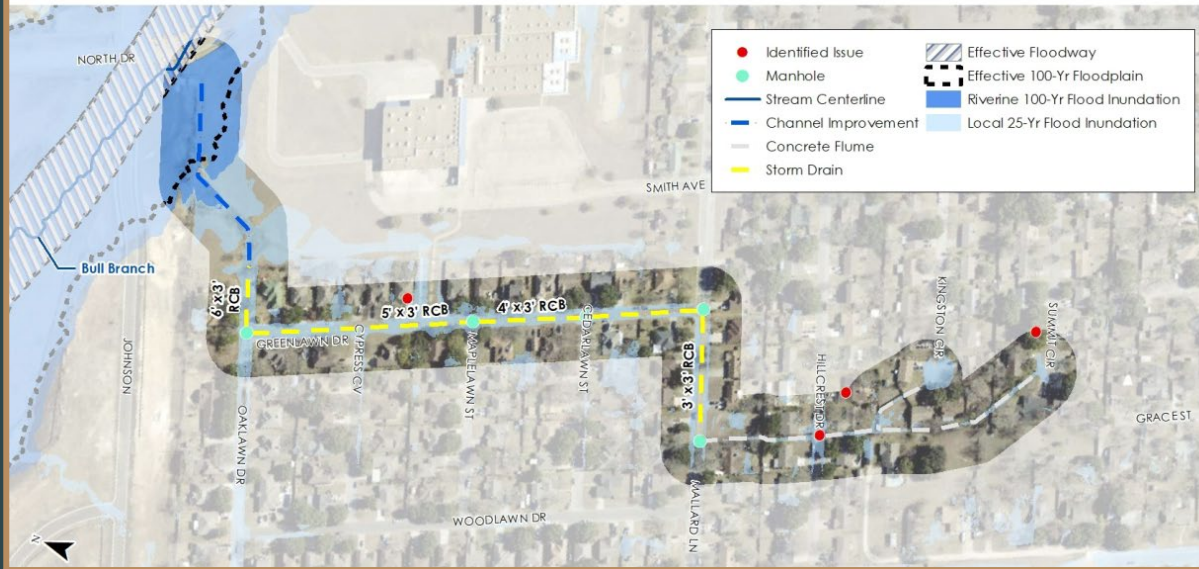 NORTH DR
Identified Issue
Manhole
Stream Centerline
Channel Improvement
Concrete Flume
Storm Drain
Effective Floodway
Effective 100-Yr Floodplain
Riverine 100-Yr Flood Inundation
Local 25-Yr Flood Inundation
SMITH AVE
Bull Branch
6' x 3'
RCB
5' x 3' RCB
4' x 3' RCB
3' x 3' RCB
GREENLAWN DR
JOHNSON
OAKLAWN DR
CYPRESS CV
MAPLELAWN ST
CEDARLAWN ST
MALLARD LN
HILLCREST DR
KINGSTON CIR
SUMMIT CIR
GRACE ST
WOODLAWN DR
N